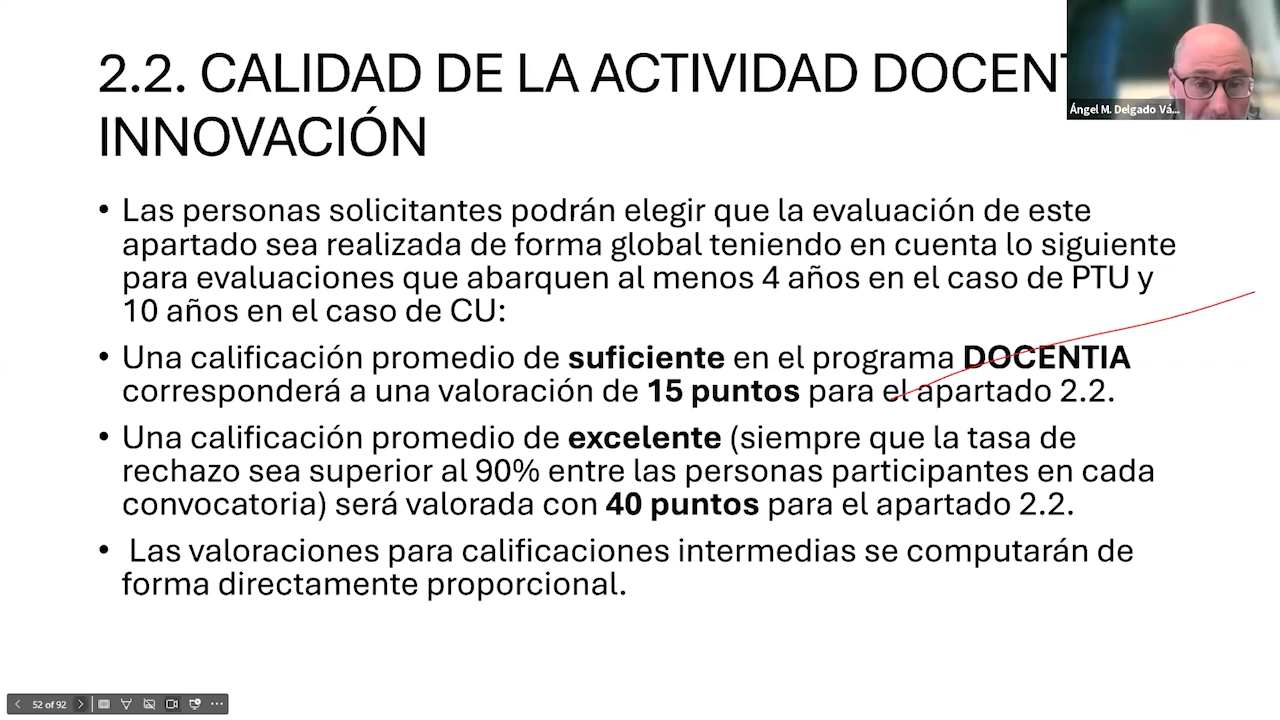 2.2. CALIDAD DE LA ACTIVIDAD DOCENT
INNOVACIÓN
Ángel M. Delgado Vá...
• Las personas solicitantes podrán elegir que la evaluación de este
apartado sea realizada de forma global teniendo en cuenta lo siguiente
para evaluaciones que abarquen al menos 4 años en el caso de PTU y
10 años en el caso de CU:
• Una calificación promedio de suficiente en el programa DOCENTIA
corresponderá a una valoración de 15 puntos para el apartado 2.2.
• Una calificación promedio de excelente (siempre que la tasa de
rechazo sea superior al 90% entre las personas participantes en cada
convocatoria) será valorada con 40 puntos para el apartado 2.2.
• Las valoraciones para calificaciones intermedias se computarán de
forma directamente proporcional.
52 of 92